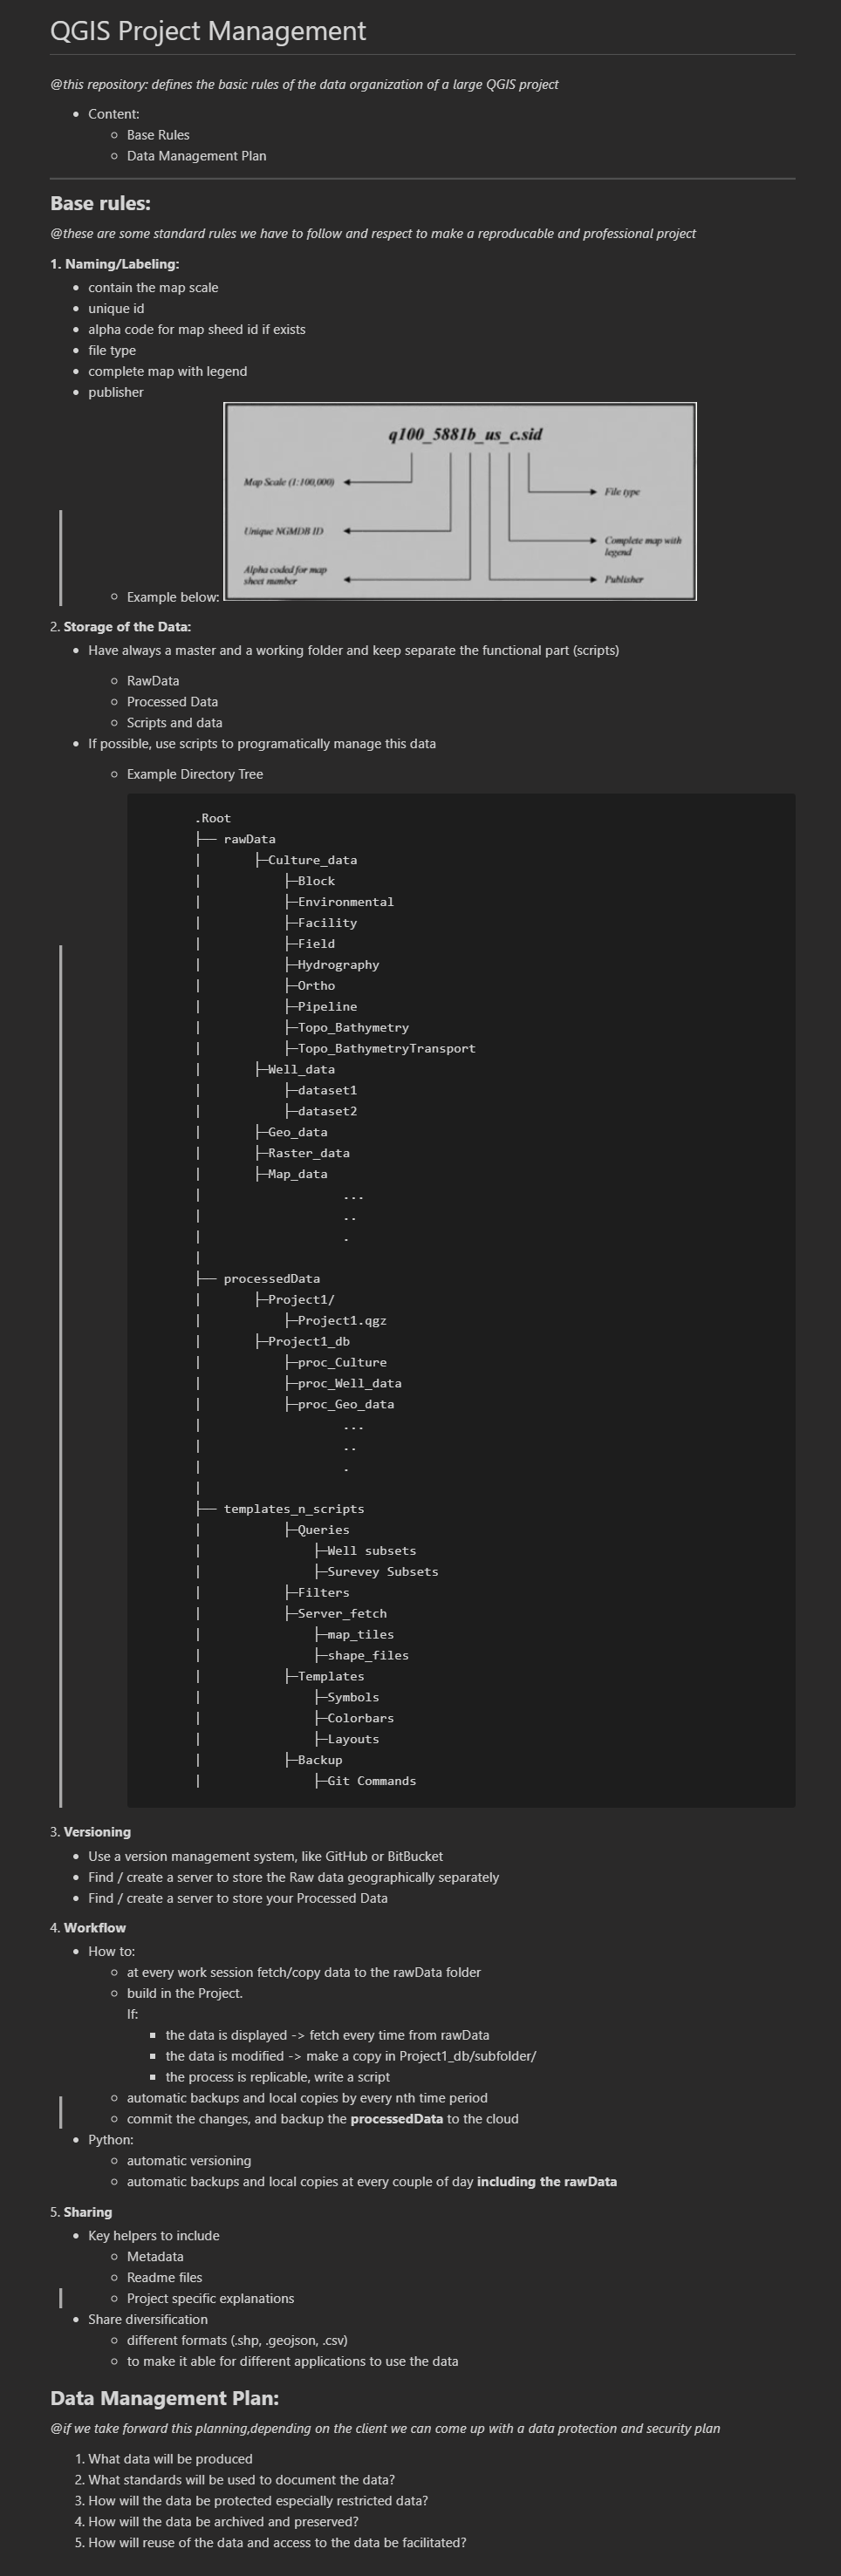 QGIS Project Management
@this repository: defines the basic rules of the data organization of a large QGIS project
• Content:
○ Base Rules
○ Data Management Plan
Base rules:
@these are some standard rules we have to follow and respect to make a reproducable and professional project
1. Naming/Labeling:
• contain the map scale
• unique id
• alpha code for map sheed id if exists
• file type
• complete map with legend
• publisher
q100_5881b_us_c.sid
Map Scale (1:100,000)
File type
Unique NGMDB ID
Complete map with
legend
Alpha coded for map
sheet number
Publisher
○ Example below:
2. Storage of the Data:
• Have always a master and a working folder and keep separate the functional part (scripts)
○ RawData
○ Processed Data
○ Scripts and data
• If possible, use scripts to programatically manage this data
○ Example Directory Tree
.Root
├── rawData
|       ├─Culture_data
|           ├─Block
|           ├─Environmental
|           ├─Facility
|           ├─Field
|           ├─Hydrography
|           ├─Ortho
|           ├─Pipeline
|           ├─Topo_Bathymetry
|           ├─Topo_BathymetryTransport
|       ├─Well_data
|           ├─dataset1
|           ├─dataset2
|       ├─Geo_data
|       ├─Raster_data
|       ├─Map_data
|                   ...
|                   ..
|                   .
|
├── processedData
|       ├─Project1/
|           ├─Project1.qgz
|       ├─Project1_db
|           ├─proc_Culture
|           ├─proc_Well_data
|           ├─proc_Geo_data
|                   ...
|                   ..
|                   .
|
├── templates_n_scripts
|           ├─Queries
|               ├─Well subsets
|               ├─Surevey Subsets
|           ├─Filters
|           ├─Server_fetch
|               ├─map_tiles
|               ├─shape_files
|           ├─Templates
|               ├─Symbols
|               ├─Colorbars
|               ├─Layouts
|           ├─Backup
|               ├─Git Commands
3. Versioning
• Use a version management system, like GitHub or BitBucket
• Find / create a server to store the Raw data geographically separately
• Find / create a server to store your Processed Data
4. Workflow
• How to:
○ at every work session fetch/copy data to the rawData folder
○ build in the Project.
If:
▪ the data is displayed -> fetch every time from rawData
▪ the data is modified -> make a copy in Project1_db/subfolder/
▪ the process is replicable, write a script
○ automatic backups and local copies by every nth time period
○ commit the changes, and backup the processedData to the cloud
• Python:
○ automatic versioning
○ automatic backups and local copies at every couple of day including the rawData
5. Sharing
• Key helpers to include
○ Metadata
○ Readme files
○ Project specific explanations
• Share diversification
○ different formats (.shp, .geojson, .csv)
○ to make it able for different applications to use the data
Data Management Plan:
@if we take forward this planning,depending on the client we can come up with a data protection and security plan
1. What data will be produced
2. What standards will be used to document the data?
3. How will the data be protected especially restricted data?
4. How will the data be archived and preserved?
5. How will reuse of the data and access to the data be facilitated?